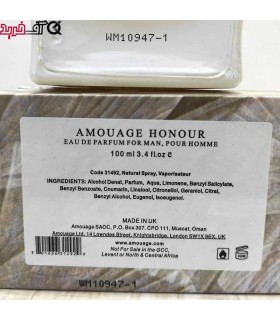 آف خرید
WM10947-1
AMOUAGE HONOUR
EAU DE PARFUM FOR MAN, POUR HOMME
100 ml 3.4 fl.oz e
Code 31492, Natural Spray, Vaporisateur
INGREDIENTS: Alcohol Denat, Parfum, Aqua, Limonene, Benzyl Salicylate,
Benzyl Benzoate, Coumarin, Linalool, Citronellol, Geraniol, Citral,
Benzyl Cinnamate, Eugenol, Isoeugenol.
MADE IN UK
Amouage SAOC, P.O. Box 307, CPO 111, Muscat, Oman
Amouage Ltd, 14 Lowndes Street, Knightsbridge, London SW1X 9EX, UK
www.amouage.com
Not For Sale in the GCC,
Levant or North & Central Africa
WM10947-1